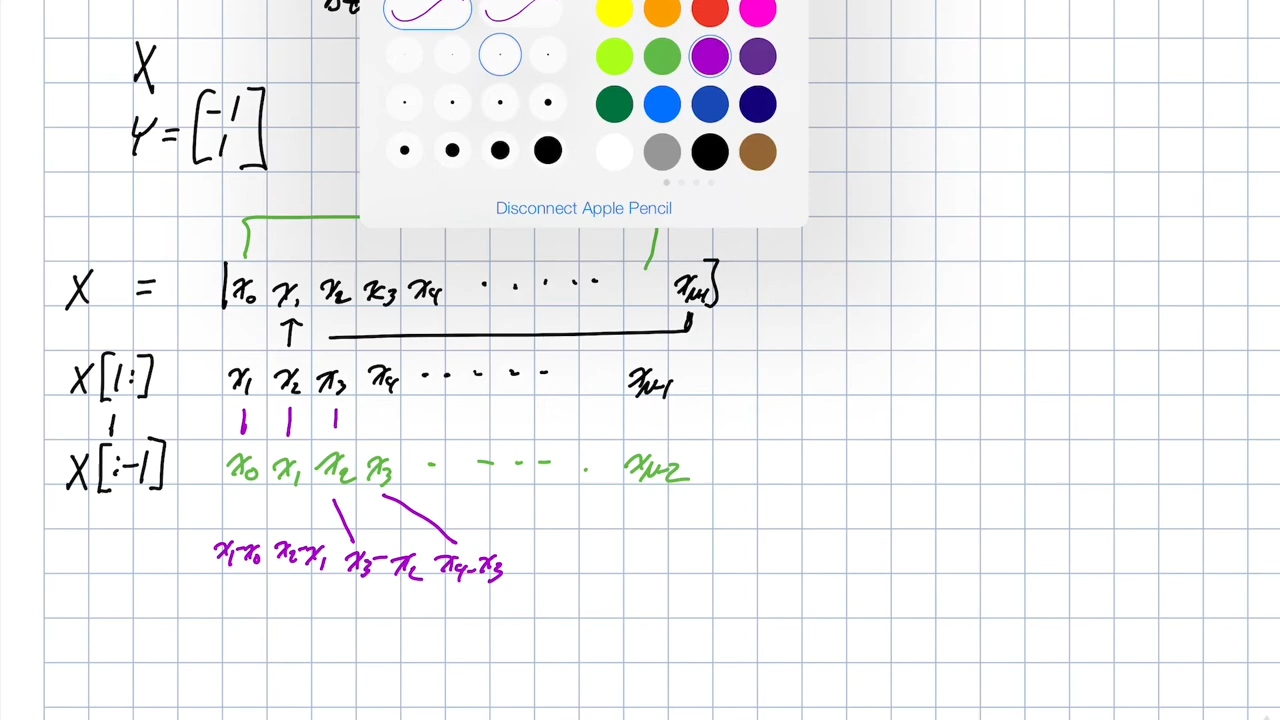 X
Y = [-1
1]
Disconnect Apple Pencil
X = [x₀ x₁ x₂ x₃ x₄ · · · · · xₙ₋₁]
X[1:] x₁ x₂ x₃ x₄ · · - - - xₙ₋₁
X[:-1] x₀ x₁ x₂ x₃ · - - - - · xₙ₋₂
x₁-x₀ x₂-x₁ x₃-x₂ x₄-x₃